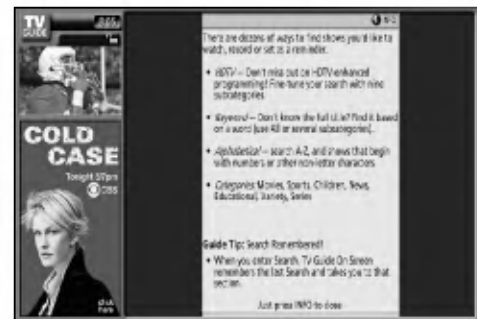 TV
GUIDE
COLD
CASE
Tonight 8/7pm
CBS
click
here
INFO
There are dozens of ways to find shows you'd like to
watch, record or set as a reminder.
• HDTV – Don't miss out on HDTV-enhanced
programming! Fine-tune your search with nine
subcategories.
• Keyword – Don't know the full title? Find it based
on a word (use All or several subcategories).
• Alphabetical – search A-Z, and shows that begin
with numbers or other non-letter characters.
• Categories: Movies, Sports, Children, News,
Educational, Variety, Series
Guide Tip: Search Remembered!
• When you enter Search, TV Guide On Screen
remembers the last Search and takes you to that
section.
Just press INFO to close